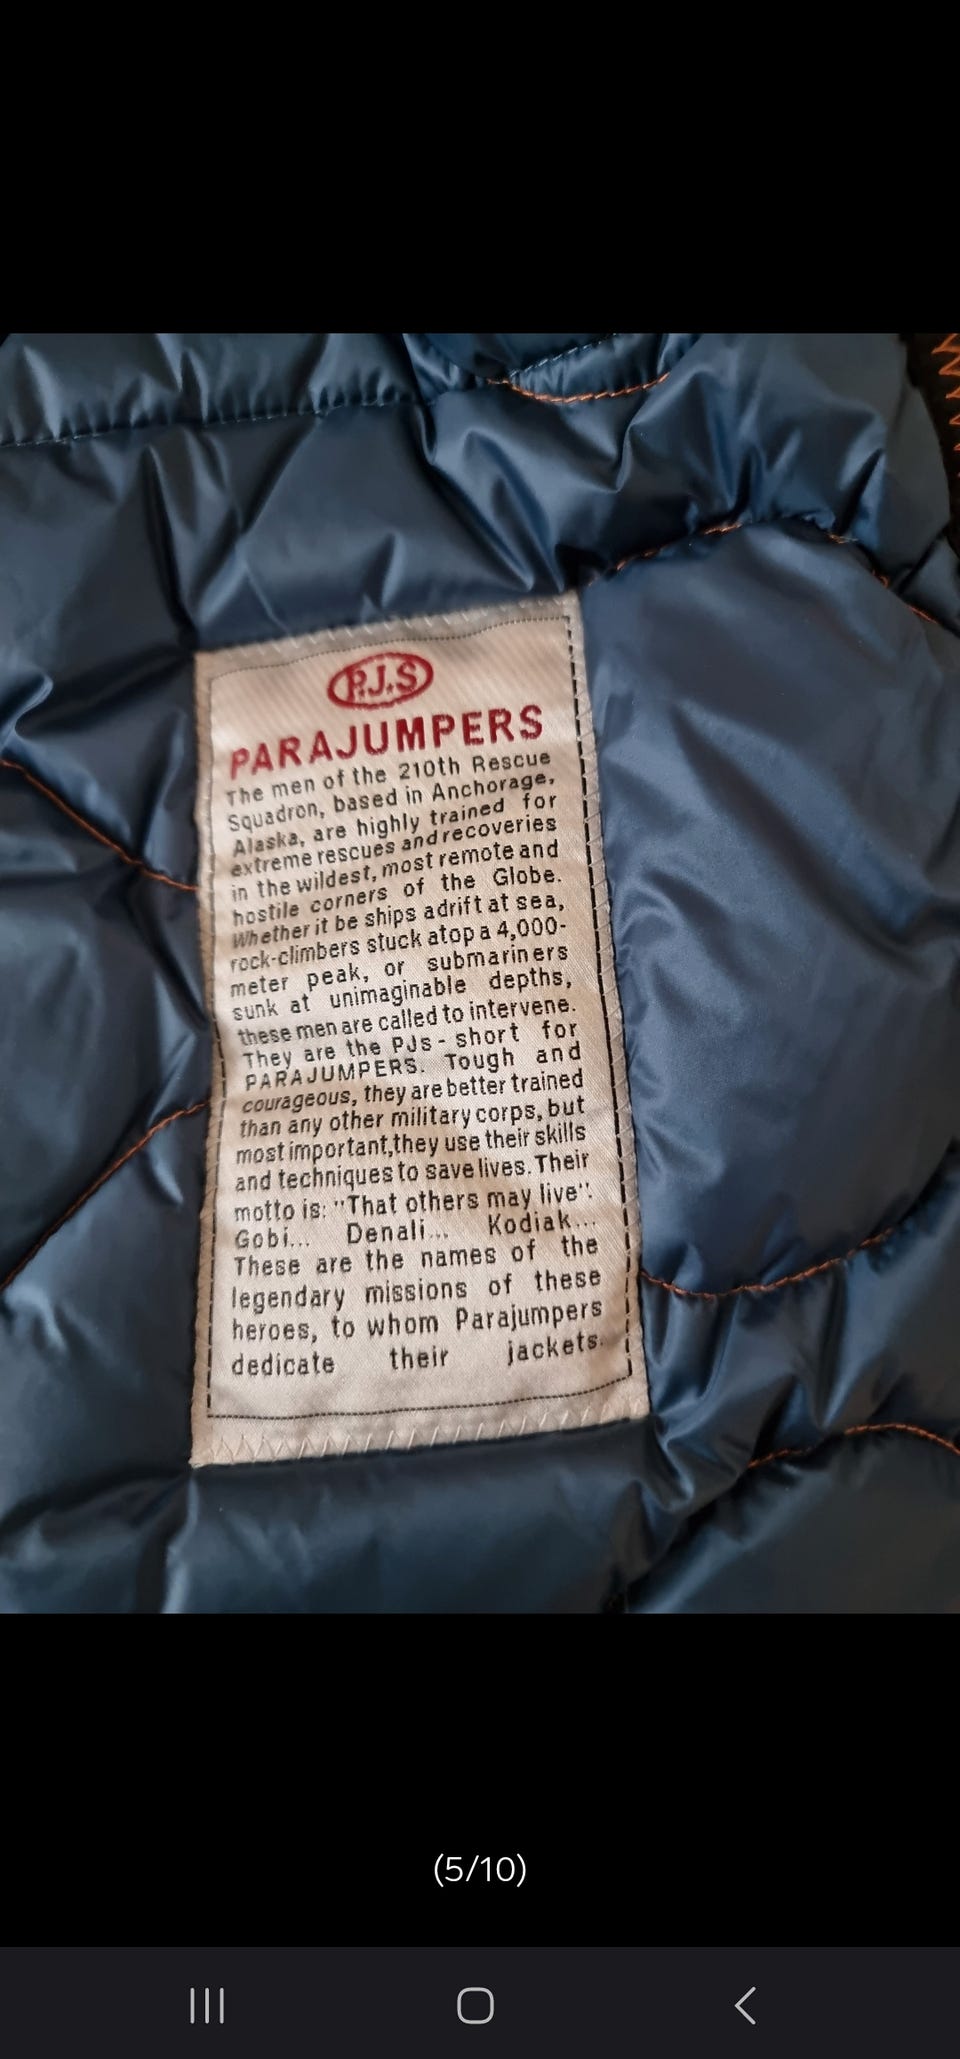 P.J.S
PARAJUMPERS
The men of the 210th Rescue
Squadron, based in Anchorage,
Alaska, are highly trained for
extreme rescues and recoveries
in the wildest, most remote and
hostile corners of the Globe.
Whether it be ships adrift at sea,
rock-climbers stuck atop a 4,000-
meter peak, or submariners
sunk at unimaginable depths,
these men are called to intervene.
They are the PJs - short for
PARAJUMPERS. Tough and
courageous, they are better trained
than any other military corps, but
most important,they use their skills
and techniques to save lives. Their
motto is: "That others may live".
Gobi... Denali... Kodiak...
These are the names of the
legendary missions of these
heroes, to whom Parajumpers
dedicate their jackets.
(5/10)